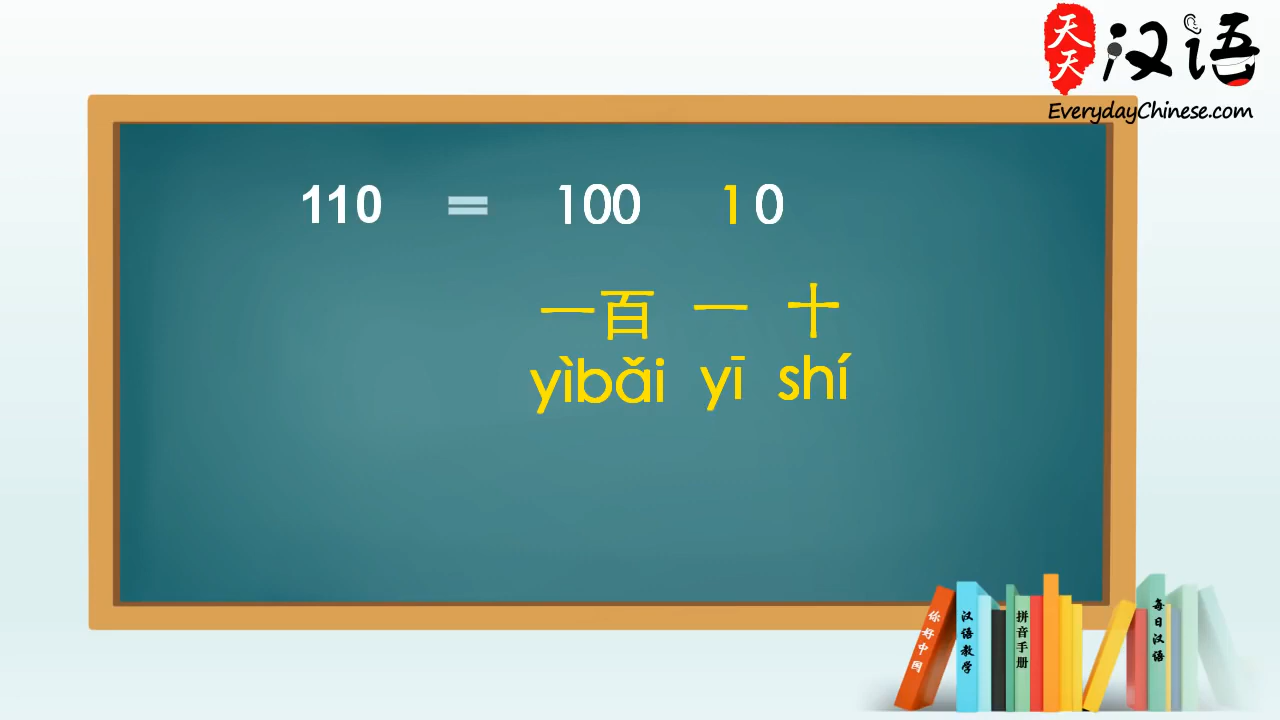 天天汉语
EverydayChinese.com
110 = 100 10
一百 一 十
yìbǎi yī shí
你好中国
汉语教学
拼音手册
每日汉语